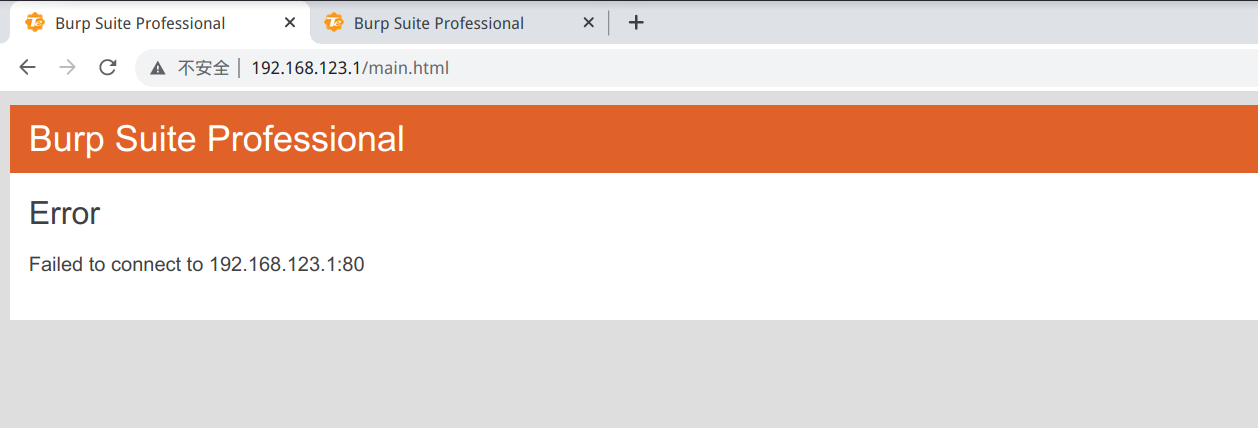 Burp Suite Professional
Burp Suite Professional
不安全 192.168.123.1/main.html
Burp Suite Professional
Error
Failed to connect to 192.168.123.1:80